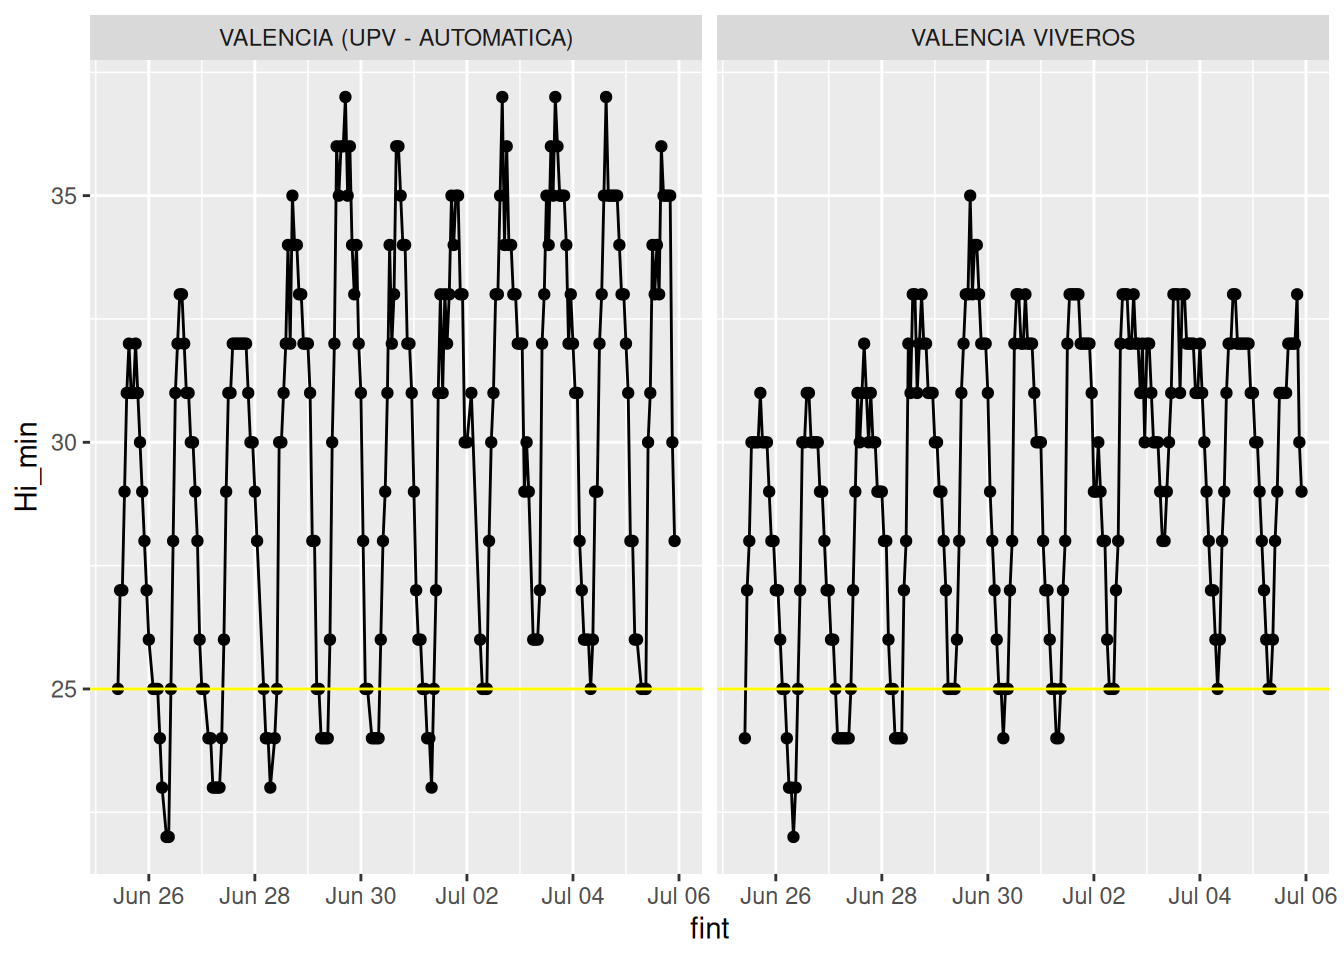 VALENCIA (UPV - AUTOMATICA)
VALENCIA VIVEROS
35
30
25
Hi_min
Jun 26 Jun 28 Jun 30 Jul 02 Jul 04 Jul 06
Jun 26 Jun 28 Jun 30 Jul 02 Jul 04 Jul 06
fint